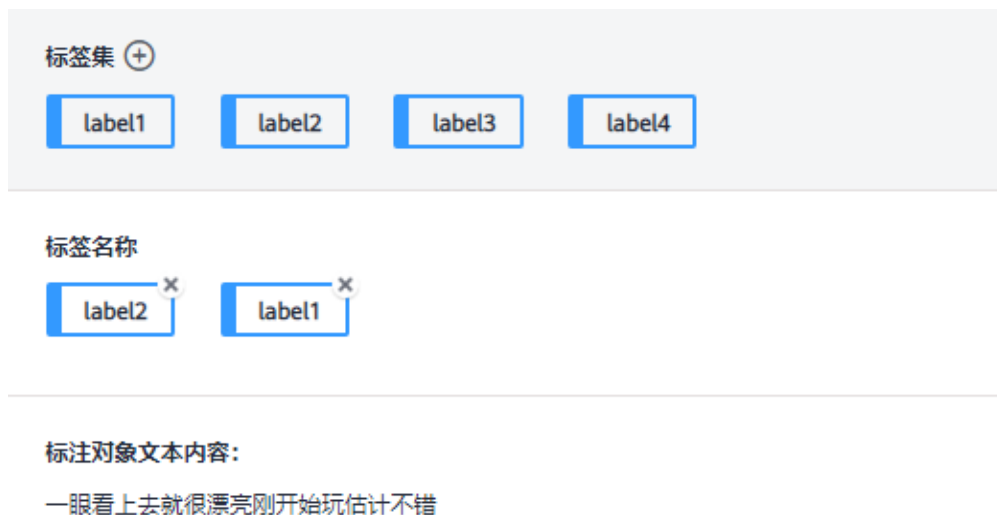 标签集
label1 label2 label3 label4
标签名称
label2 label1
标注对象文本内容：
一眼看上去就很漂亮刚开始玩估计不错